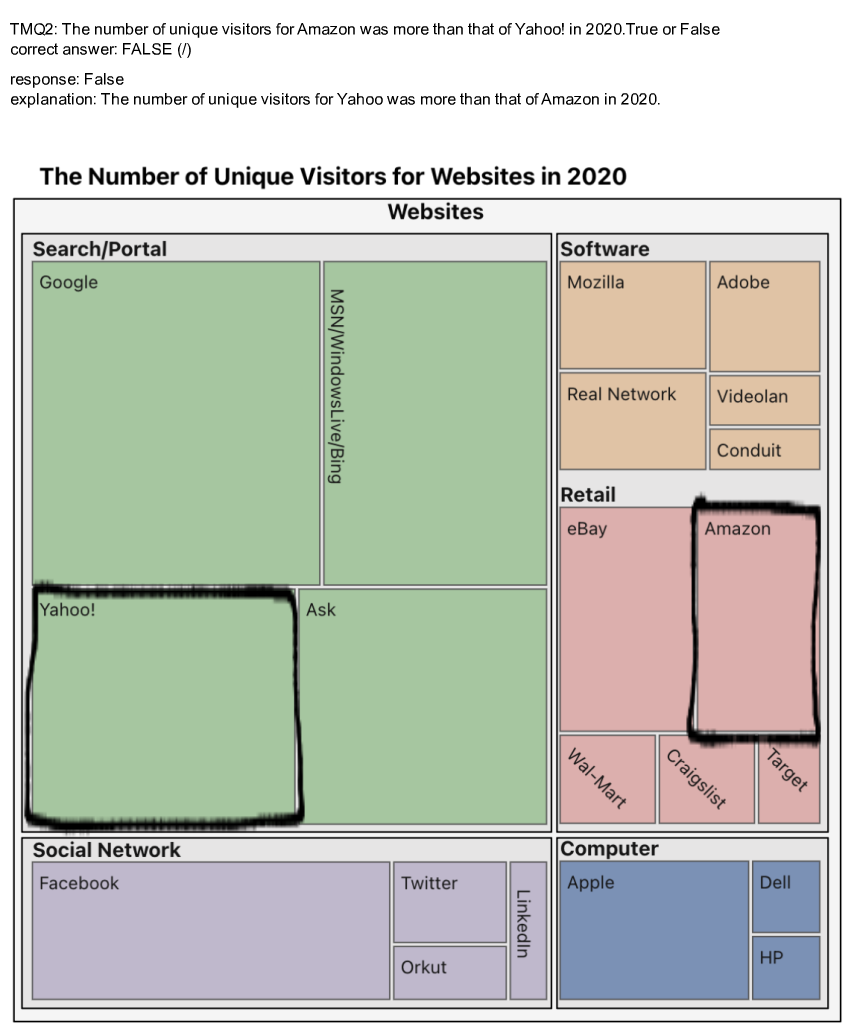 TMQ2: The number of unique visitors for Amazon was more than that of Yahoo! in 2020.True or False
correct answer: FALSE (/)
response: False
explanation: The number of unique visitors for Yahoo was more than that of Amazon in 2020.
The Number of Unique Visitors for Websites in 2020
Websites
Search/Portal
Google
MSN/WindowsLive/Bing
Yahoo!
Ask
Software
Mozilla
Adobe
Real Network
Videolan
Conduit
Retail
eBay
Amazon
Wal-Mart
Craigslist
Target
Social Network
Facebook
Twitter
Orkut
LinkedIn
Computer
Apple
Dell
HP